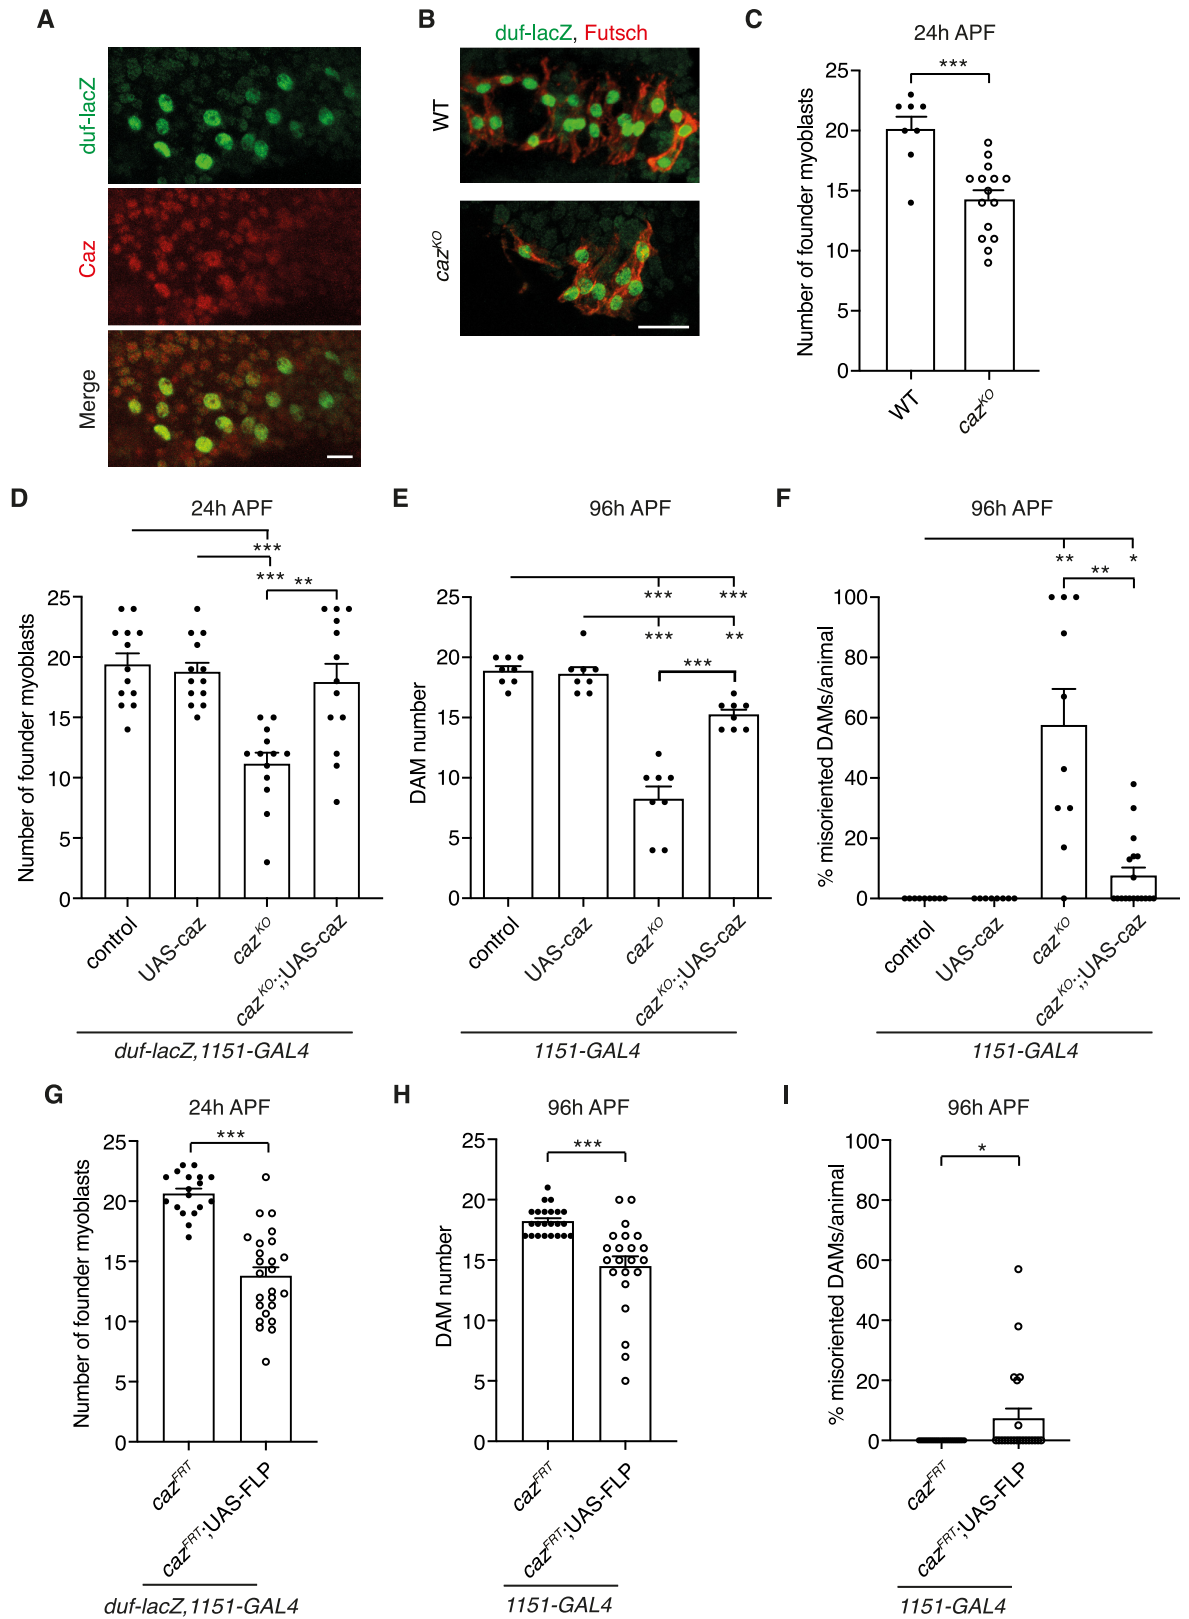 A
duf-lacZ
Caz
Merge
B
duf-lacZ, Futsch
WT
caz^KO
C
24h APF
***
Number of founder myoblasts
25
20
15
10
5
0
WT
caz^KO
D
24h APF
***
*** **
Number of founder myoblasts
25
20
15
10
5
0
control
UAS-caz
caz^KO
caz^KO;;UAS-caz
duf-lacZ,1151-GAL4
E
96h APF
*** ***
*** **
***
DAM number
25
20
15
10
5
0
control
UAS-caz
caz^KO
caz^KO;;UAS-caz
1151-GAL4
F
96h APF
** *
**
% misoriented DAMs/animal
100
80
60
40
20
0
control
UAS-caz
caz^KO
caz^KO;;UAS-caz
1151-GAL4
G
24h APF
***
Number of founder myoblasts
25
20
15
10
5
0
caz^FRT
caz^FRT;UAS-FLP
duf-lacZ,1151-GAL4
H
96h APF
***
DAM number
25
20
15
10
5
0
caz^FRT
caz^FRT;UAS-FLP
1151-GAL4
I
96h APF
*
% misoriented DAMs/animal
100
80
60
40
20
0
caz^FRT
caz^FRT;UAS-FLP
1151-GAL4